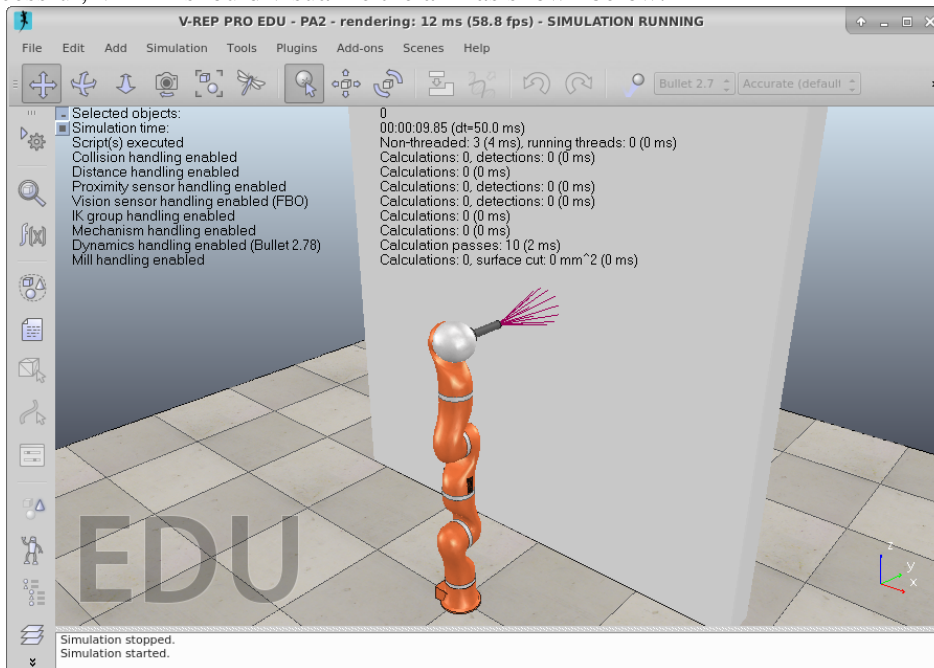 V-REP PRO EDU - PA2 - rendering: 12 ms (58.8 fps) - SIMULATION RUNNING
File Edit Add Simulation Tools Plugins Add-ons Scenes Help
Bullet 2.7 Accurate (defaul
Selected objects: 0
Simulation time: 00:00:09.85 (dt=50.0 ms)
Script(s) executed Non-threaded: 3 (4 ms), running threads: 0 (0 ms)
Collision handling enabled Calculations: 0, detections: 0 (0 ms)
Distance handling enabled Calculations: 0 (0 ms)
Proximity sensor handling enabled Calculations: 0, detections: 0 (0 ms)
Vision sensor handling enabled (FBO) Calculations: 0, detections: 0 (0 ms)
IK group handling enabled Calculations: 0 (0 ms)
Mechanism handling enabled Calculations: 0 (0 ms)
Dynamics handling enabled (Bullet 2.78) Calculation passes: 10 (2 ms)
Mill handling enabled Calculations: 0, surface cut: 0 mm^2 (0 ms)
f(x)
EDU
z
y
x
Simulation stopped.
Simulation started.